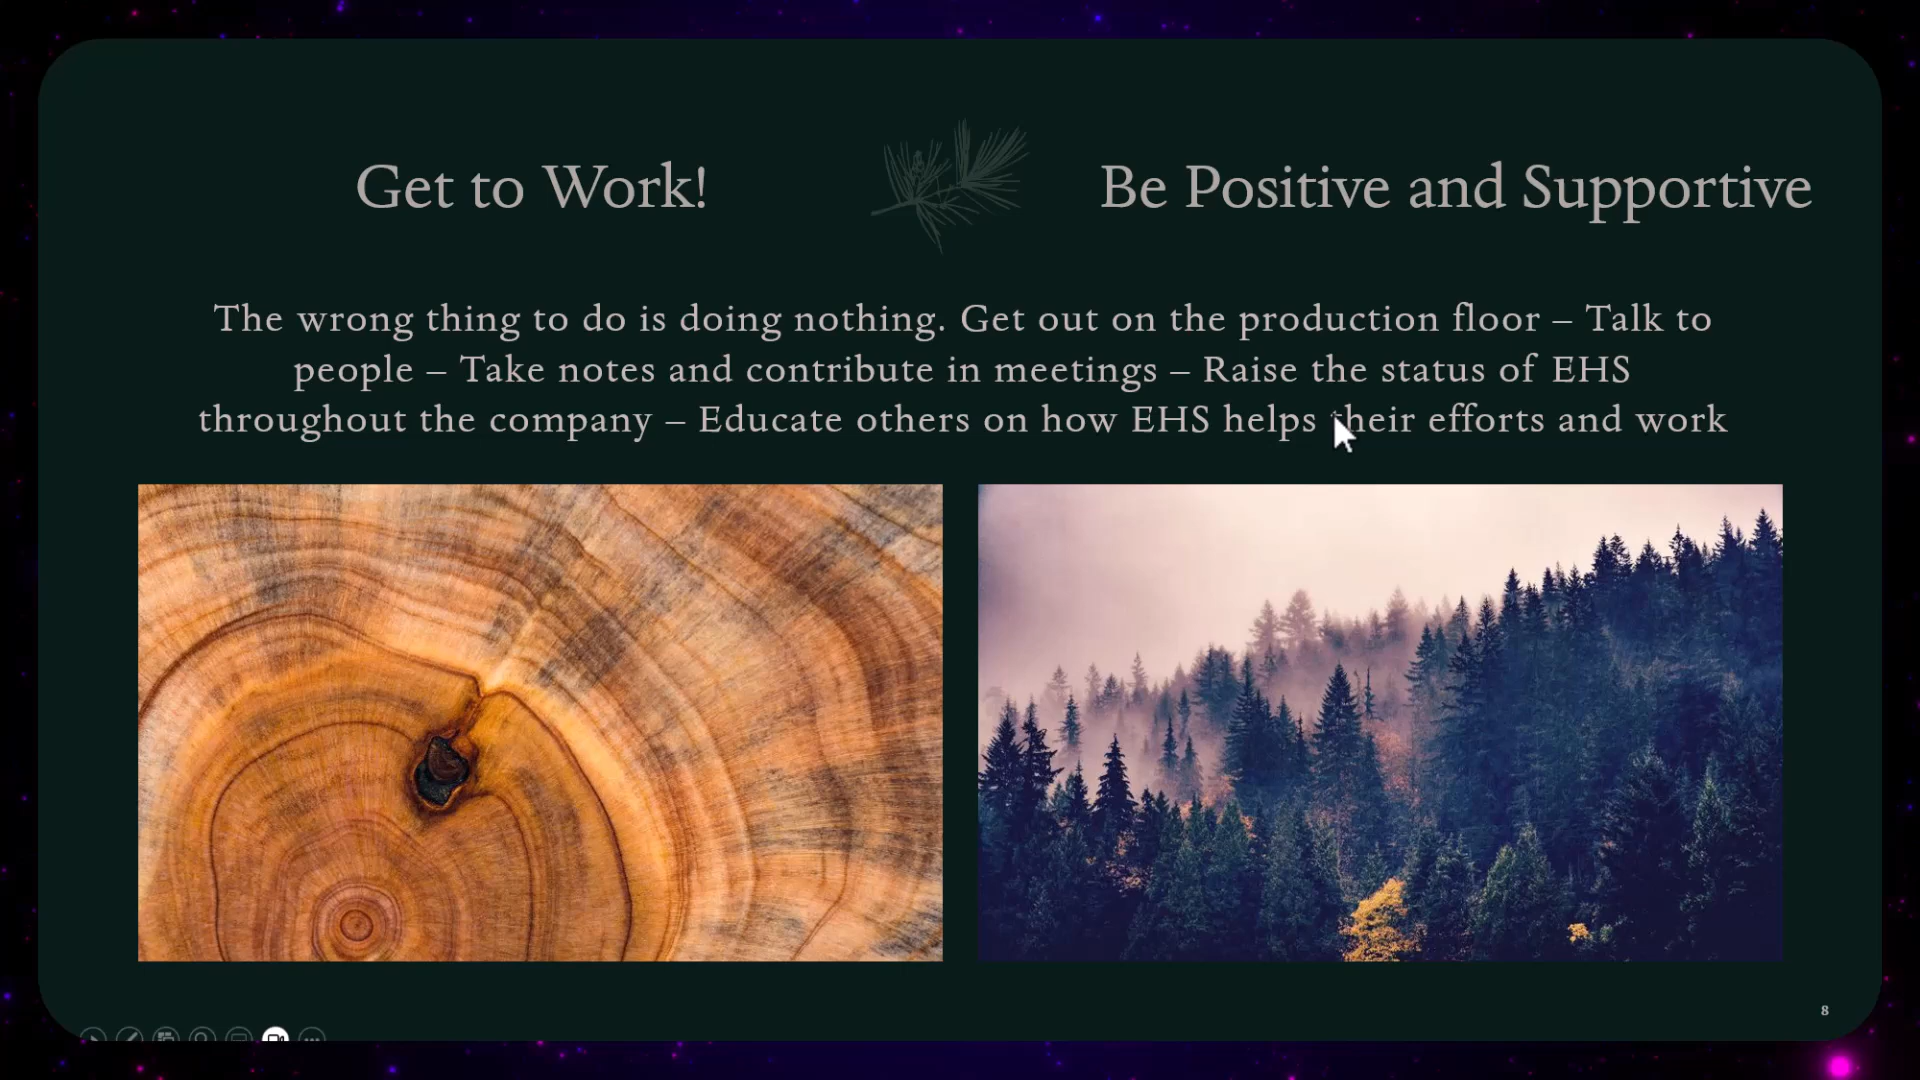 Get to Work!
Be Positive and Supportive
The wrong thing to do is doing nothing. Get out on the production floor – Talk to
people – Take notes and contribute in meetings – Raise the status of EHS
throughout the company – Educate others on how EHS helps their efforts and work
8